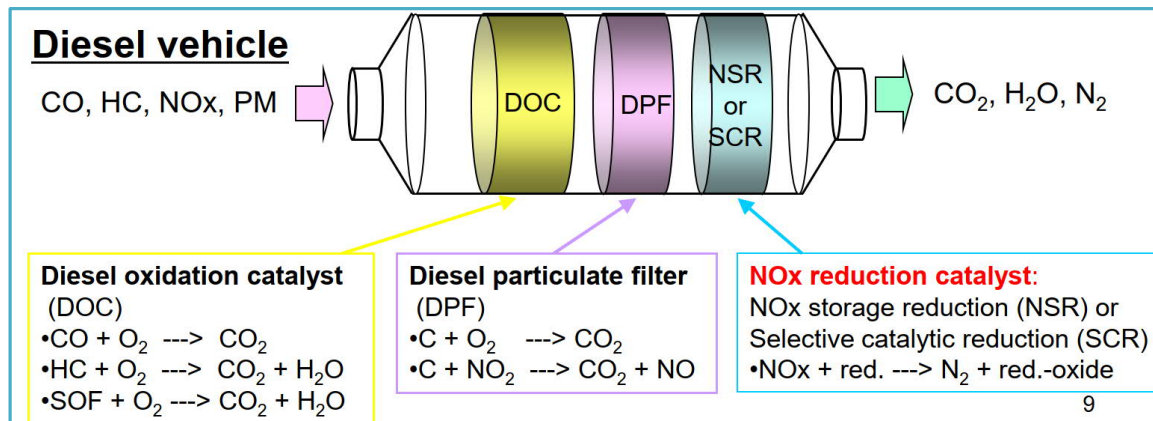 Diesel vehicle
CO, HC, NOx, PM
DOC
DPF
NSR
or
SCR
CO₂, H₂O, N₂
Diesel oxidation catalyst
(DOC)
•CO + O₂ ---> CO₂
•HC + O₂ ---> CO₂ + H₂O
•SOF + O₂ ---> CO₂ + H₂O
Diesel particulate filter
(DPF)
•C + O₂ ---> CO₂
•C + NO₂ ---> CO₂ + NO
NOx reduction catalyst:
NOx storage reduction (NSR) or
Selective catalytic reduction (SCR)
•NOx + red. ---> N₂ + red.-oxide
9